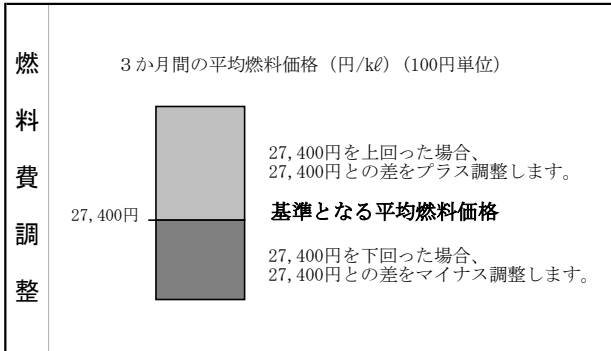 燃料費調整
3か月間の平均燃料価格（円/kℓ）（100円単位）
27,400円を上回った場合、
27,400円との差をプラス調整します。
27,400円
基準となる平均燃料価格
27,400円を下回った場合、
27,400円との差をマイナス調整します。